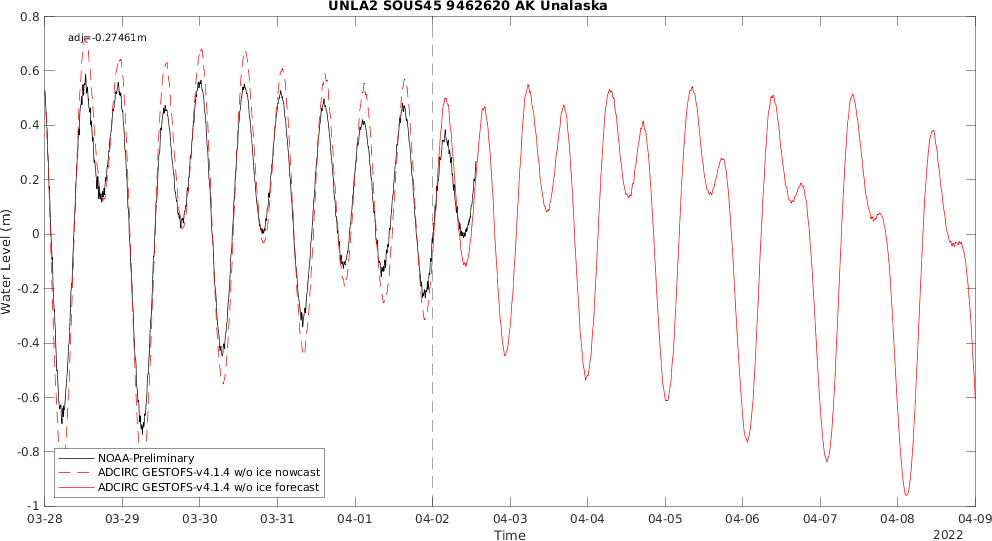 UNLA2 SOUS45 9462620 AK Unalaska
adj=-0.27461m
0.8
0.6
0.4
0.2
0
-0.2
-0.4
-0.6
-0.8
-1
Water Level (m)
NOAA-Preliminary
ADCIRC GESTOFS-v4.1.4 w/o ice nowcast
ADCIRC GESTOFS-v4.1.4 w/o ice forecast
03-28 03-29 03-30 03-31 04-01 04-02 04-03 04-04 04-05 04-06 04-07 04-08 04-09
Time
2022